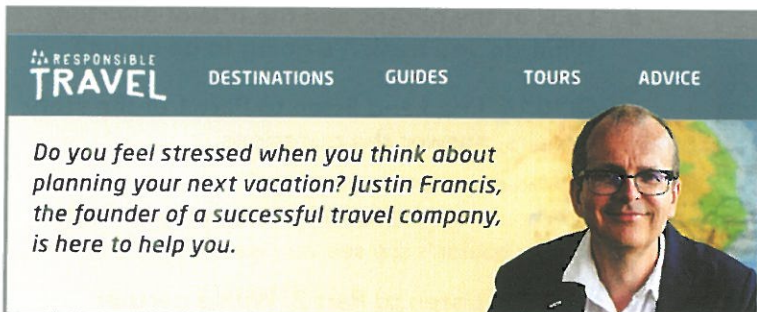 RESPONSIBLE
TRAVEL
DESTINATIONS GUIDES TOURS ADVICE
Do you feel stressed when you think about
planning your next vacation? Justin Francis,
the founder of a successful travel company,
is here to help you.